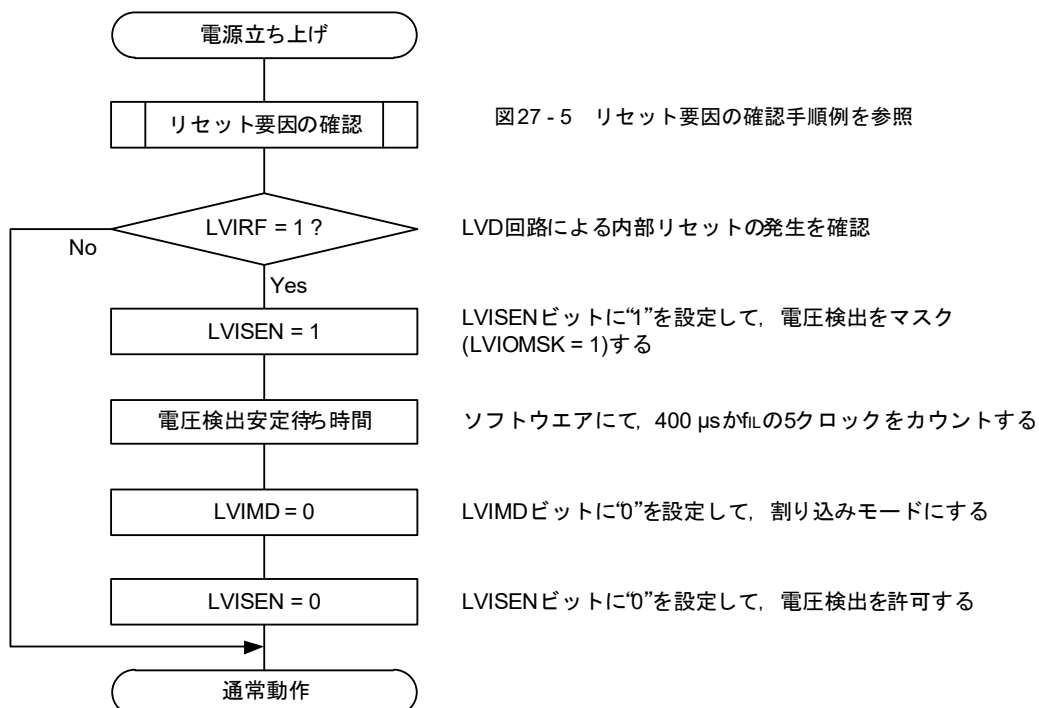 電源立ち上げ
リセット要因の確認
図27 - 5　リセット要因の確認手順例を参照
LVIRF = 1 ?
LVD回路による内部リセットの発生を確認
No
Yes
LVISEN = 1
LVISENビットに“1”を設定して，電圧検出をマスク
(LVIOMSK = 1)する
電圧検出安定待ち時間
ソフトウエアにて，400 µsかfILの5クロックをカウントする
LVIMD = 0
LVIMDビットに“0”を設定して，割り込みモードにする
LVISEN = 0
LVISENビットに“0”を設定して，電圧検出を許可する
通常動作